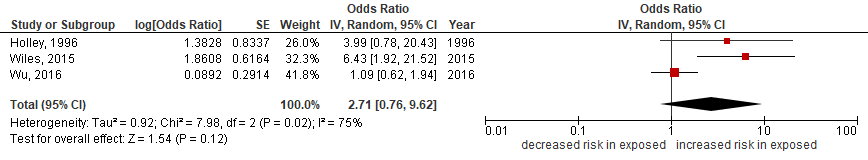 Odds Ratio Odds Ratio
Study or Subgroup log[Odds Ratio] SE Weight IV, Random, 95% CI Year IV, Random, 95% CI
Holley, 1996 1.3828 0.8337 26.0% 3.99 [0.78, 20.43] 1996
Wiles, 2015 1.8608 0.6164 32.3% 6.43 [1.92, 21.52] 2015
Wu, 2016 0.0892 0.2914 41.8% 1.09 [0.62, 1.94] 2016
Total (95% CI) 100.0% 2.71 [0.76, 9.62]
Heterogeneity: Tau² = 0.92; Chi² = 7.98, df = 2 (P = 0.02); I² = 75%
Test for overall effect: Z = 1.54 (P = 0.12)
0.01 0.1 1 10 100
decreased risk in exposed increased risk in exposed